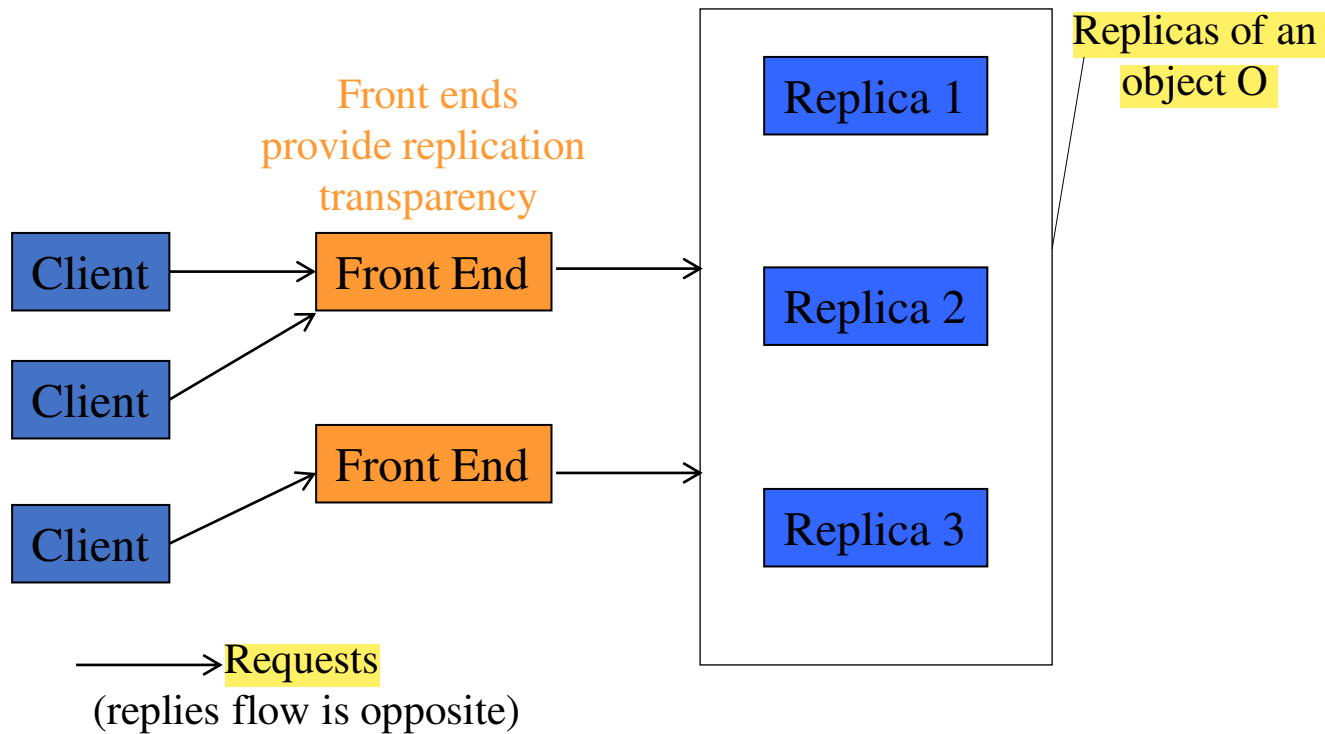 Replicas of an
object O
Replica 1
Front ends
provide replication
transparency
Client
Front End
Replica 2
Client
Front End
Client
Replica 3
Requests
(replies flow is opposite)